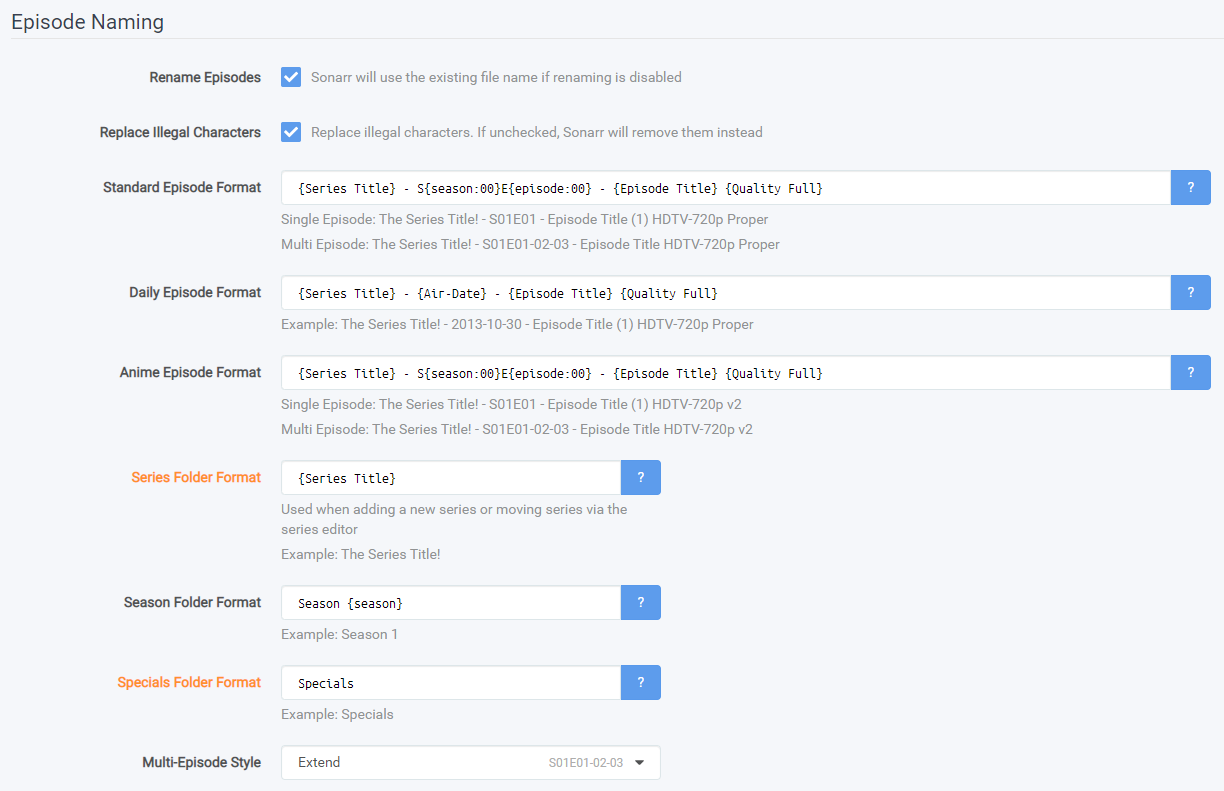 Episode Naming
Rename Episodes Sonarr will use the existing file name if renaming is disabled
Replace Illegal Characters Replace illegal characters. If unchecked, Sonarr will remove them instead
Standard Episode Format {Series Title} - S{season:00}E{episode:00} - {Episode Title} {Quality Full} ?
Single Episode: The Series Title! - S01E01 - Episode Title (1) HDTV-720p Proper
Multi Episode: The Series Title! - S01E01-02-03 - Episode Title HDTV-720p Proper
Daily Episode Format {Series Title} - {Air-Date} - {Episode Title} {Quality Full} ?
Example: The Series Title! - 2013-10-30 - Episode Title (1) HDTV-720p Proper
Anime Episode Format {Series Title} - S{season:00}E{episode:00} - {Episode Title} {Quality Full} ?
Single Episode: The Series Title! - S01E01 - Episode Title (1) HDTV-720p v2
Multi Episode: The Series Title! - S01E01-02-03 - Episode Title HDTV-720p v2
Series Folder Format {Series Title} ?
Used when adding a new series or moving series via the
series editor
Example: The Series Title!
Season Folder Format Season {season} ?
Example: Season 1
Specials Folder Format Specials ?
Example: Specials
Multi-Episode Style Extend S01E01-02-03